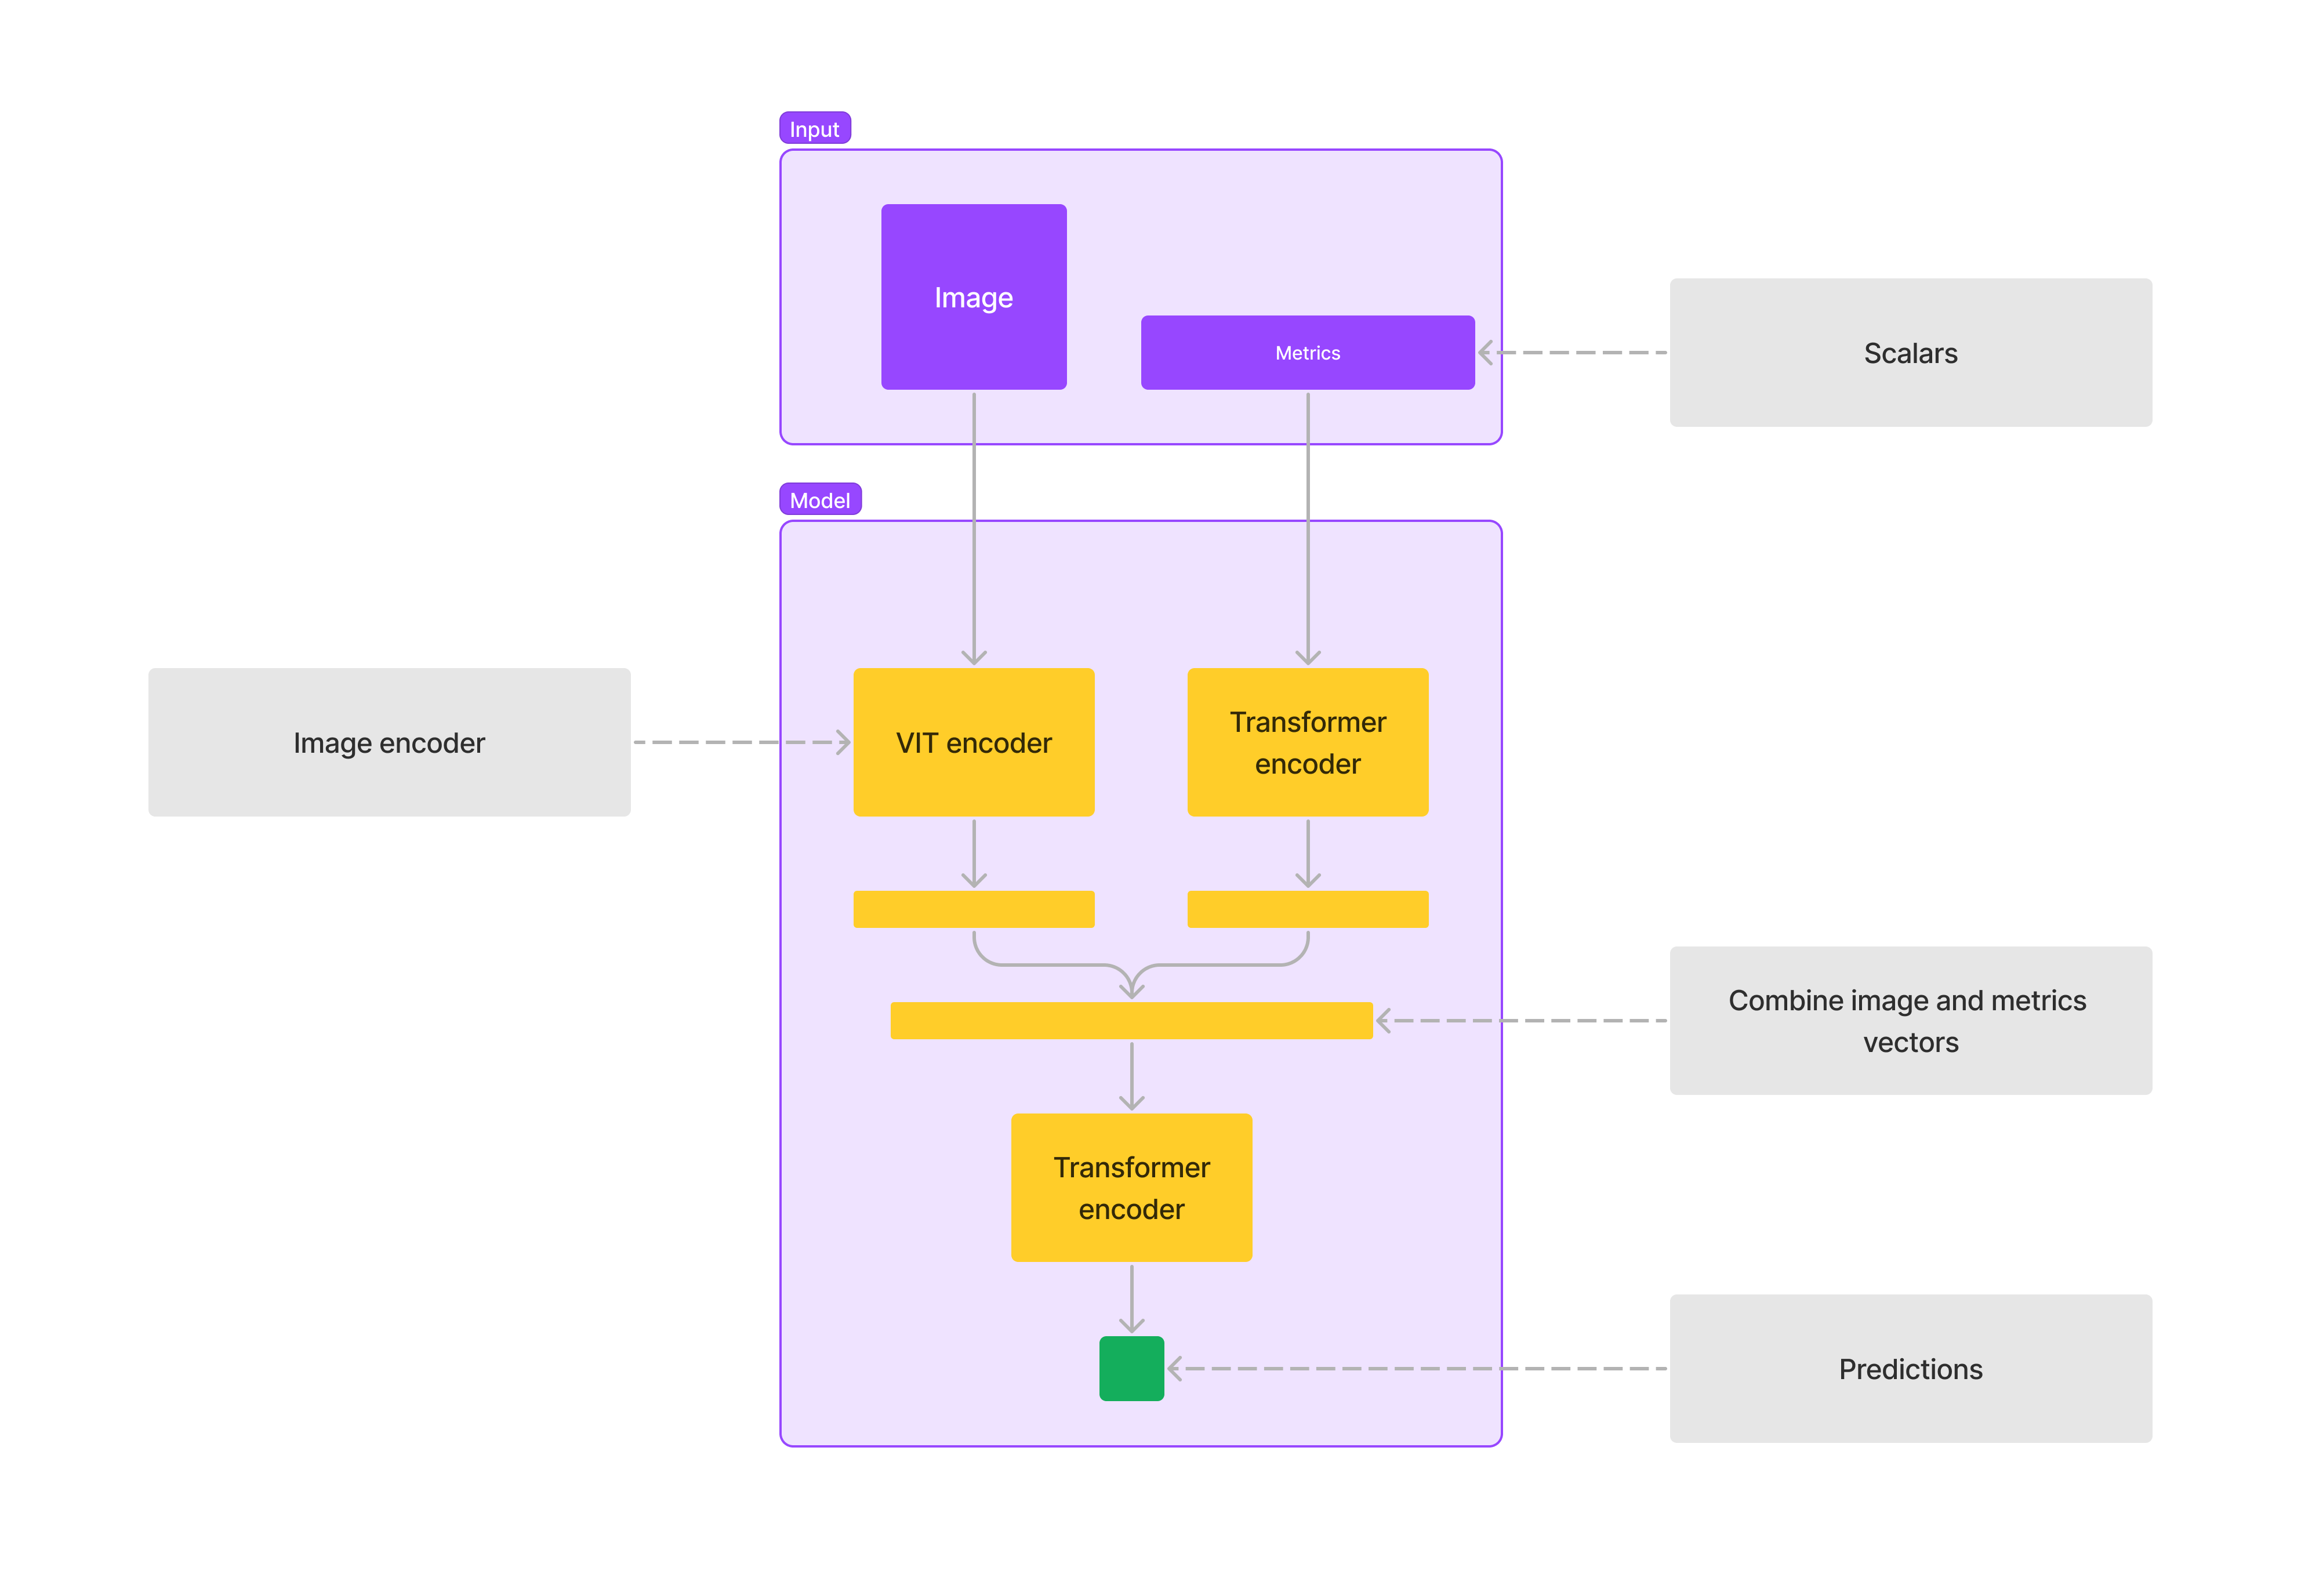 Input
Image
Metrics
Scalars
Model
Image encoder
VIT encoder
Transformer
encoder
Combine image and metrics
vectors
Transformer
encoder
Predictions